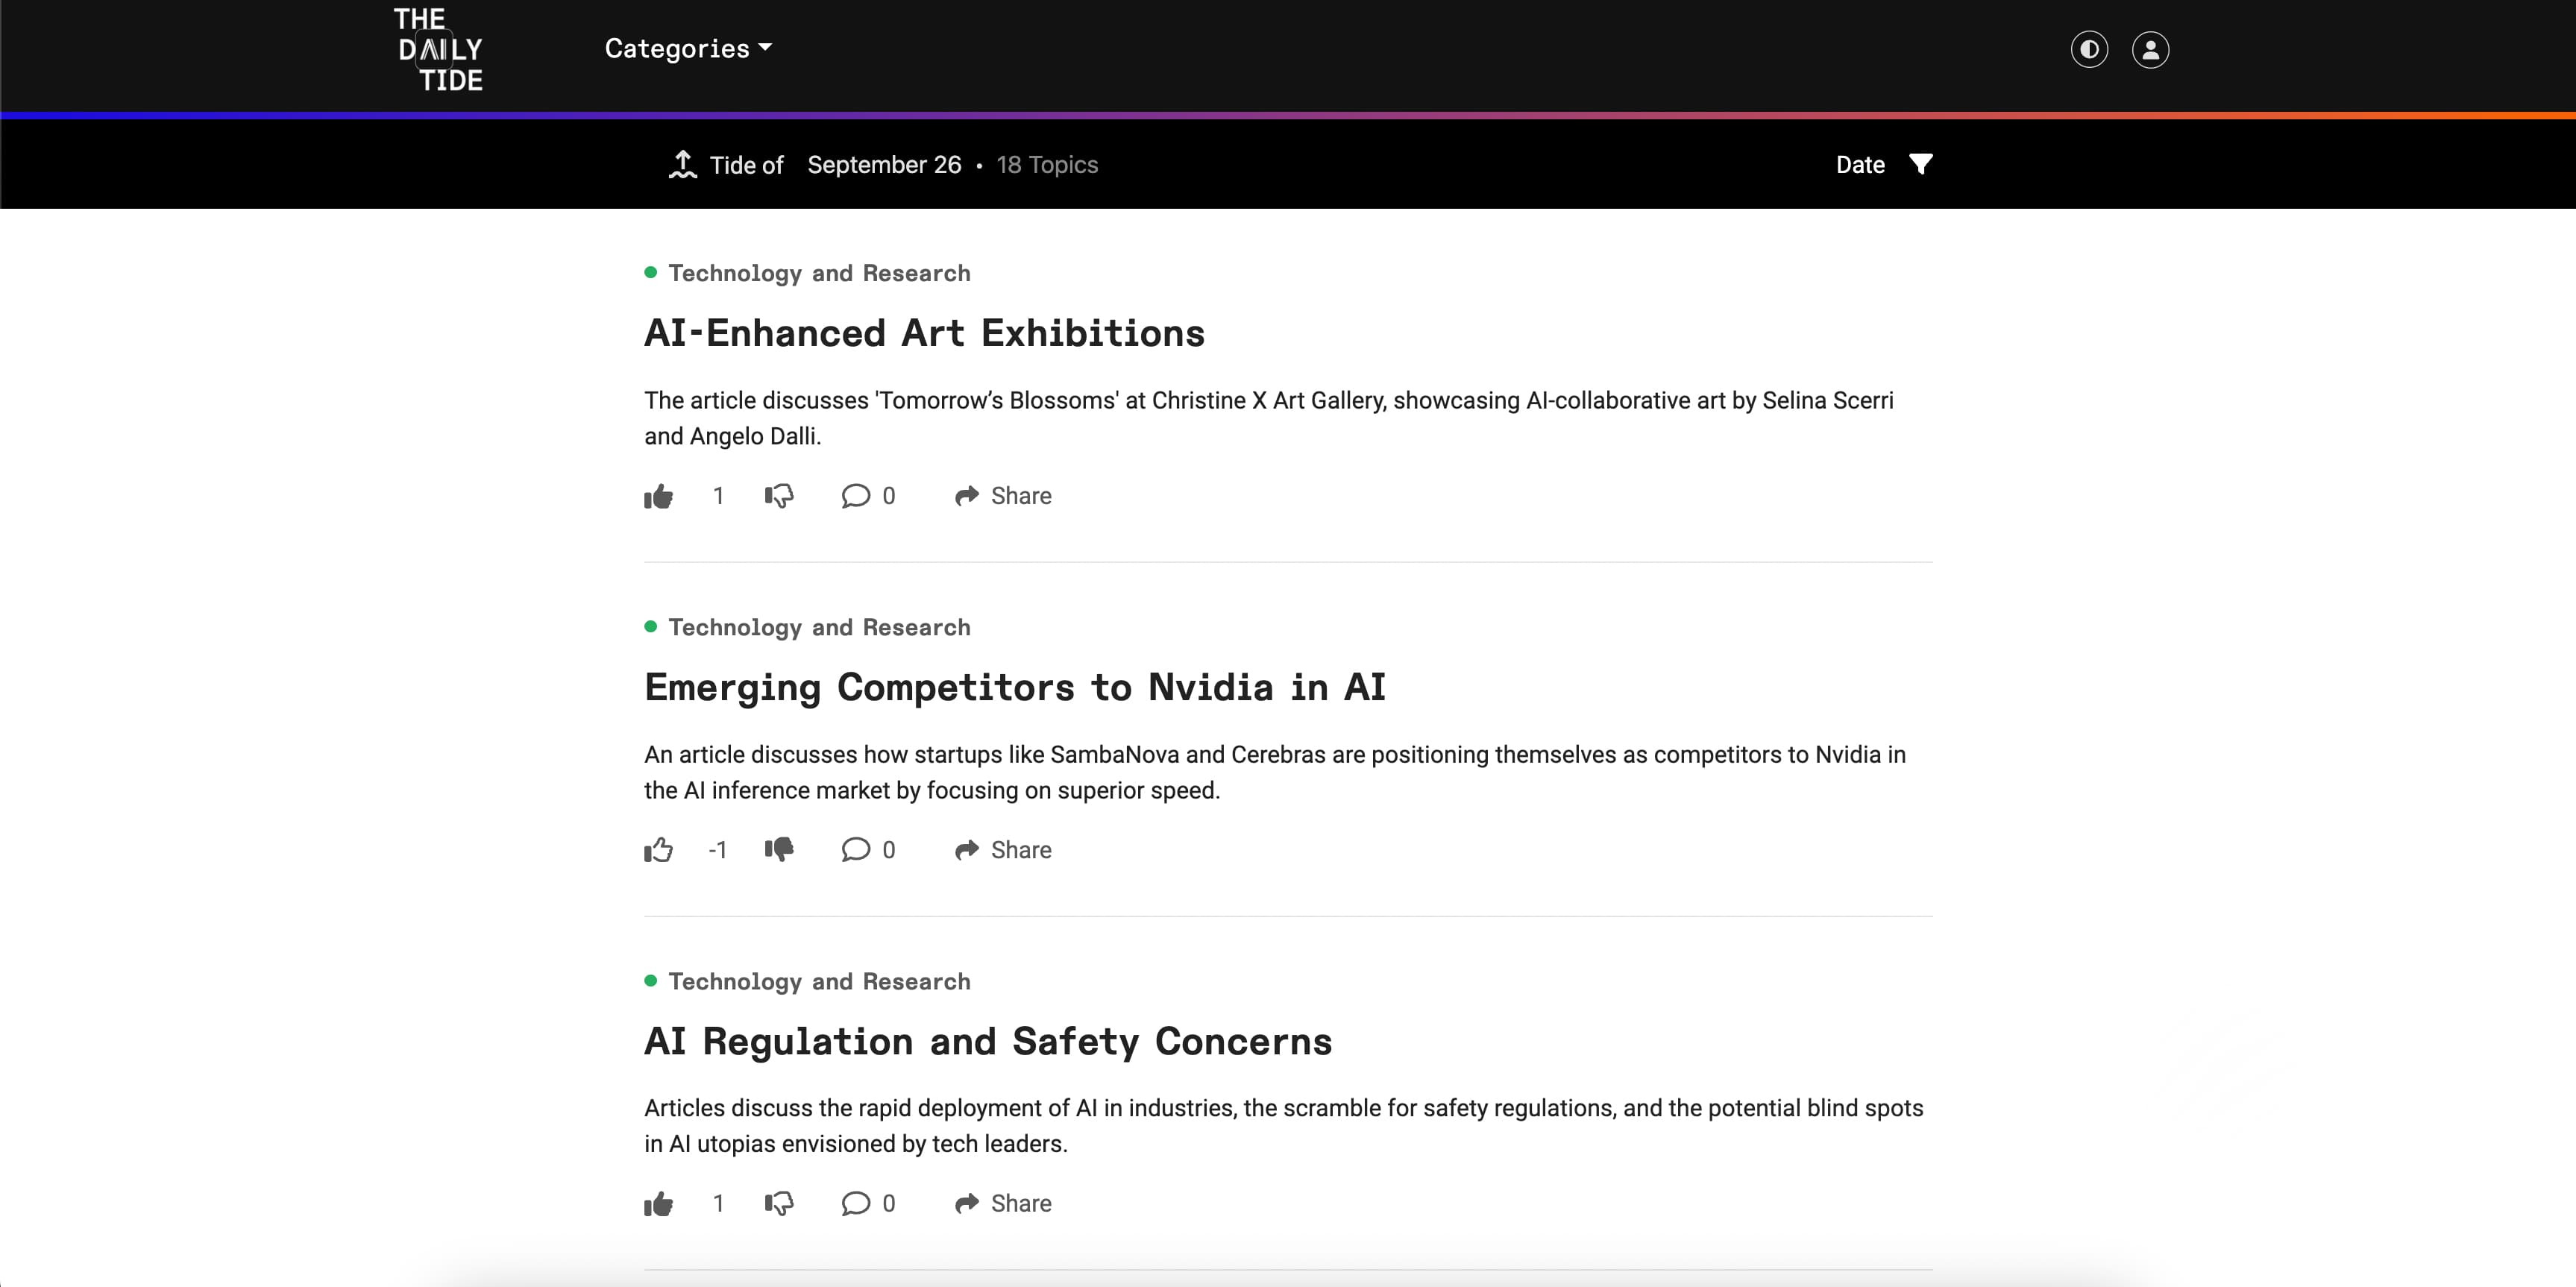 THE
DAILY
TIDE
Categories
Tide of September 26 • 18 Topics
Date
Technology and Research
AI-Enhanced Art Exhibitions
The article discusses 'Tomorrow’s Blossoms' at Christine X Art Gallery, showcasing AI-collaborative art by Selina Scerri
and Angelo Dalli.
1 0 Share
Technology and Research
Emerging Competitors to Nvidia in AI
An article discusses how startups like SambaNova and Cerebras are positioning themselves as competitors to Nvidia in
the AI inference market by focusing on superior speed.
-1 0 Share
Technology and Research
AI Regulation and Safety Concerns
Articles discuss the rapid deployment of AI in industries, the scramble for safety regulations, and the potential blind spots
in AI utopias envisioned by tech leaders.
1 0 Share